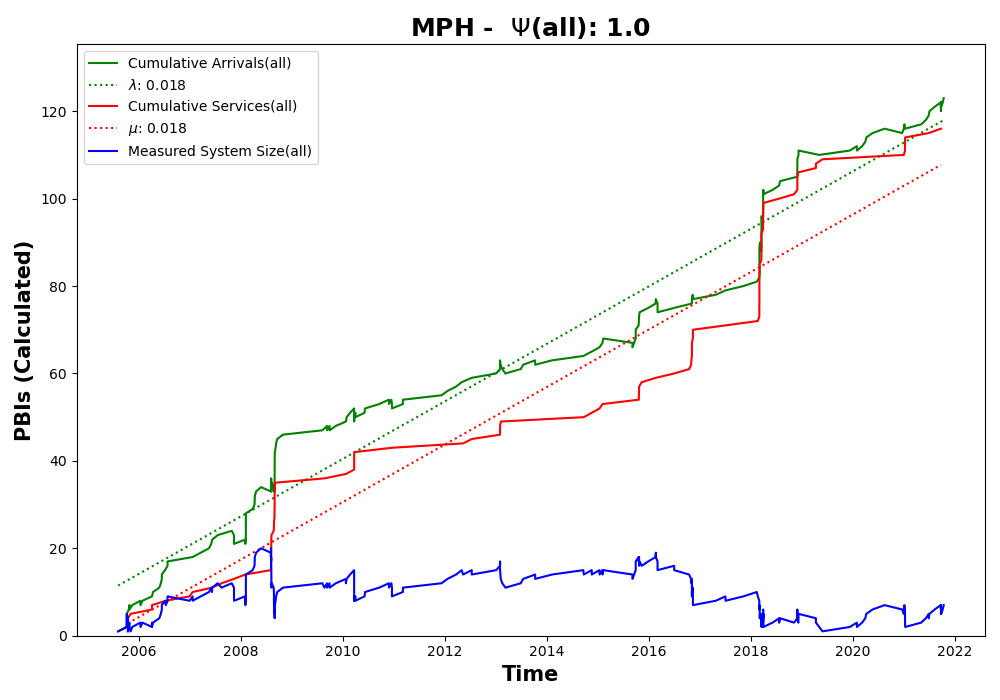 MPH - Ψ(all): 1.0
Cumulative Arrivals(all)
λ: 0.018
Cumulative Services(all)
μ: 0.018
Measured System Size(all)
PBIs (Calculated)
120
100
80
60
40
20
0
2006 2008 2010 2012 2014 2016 2018 2020 2022
Time